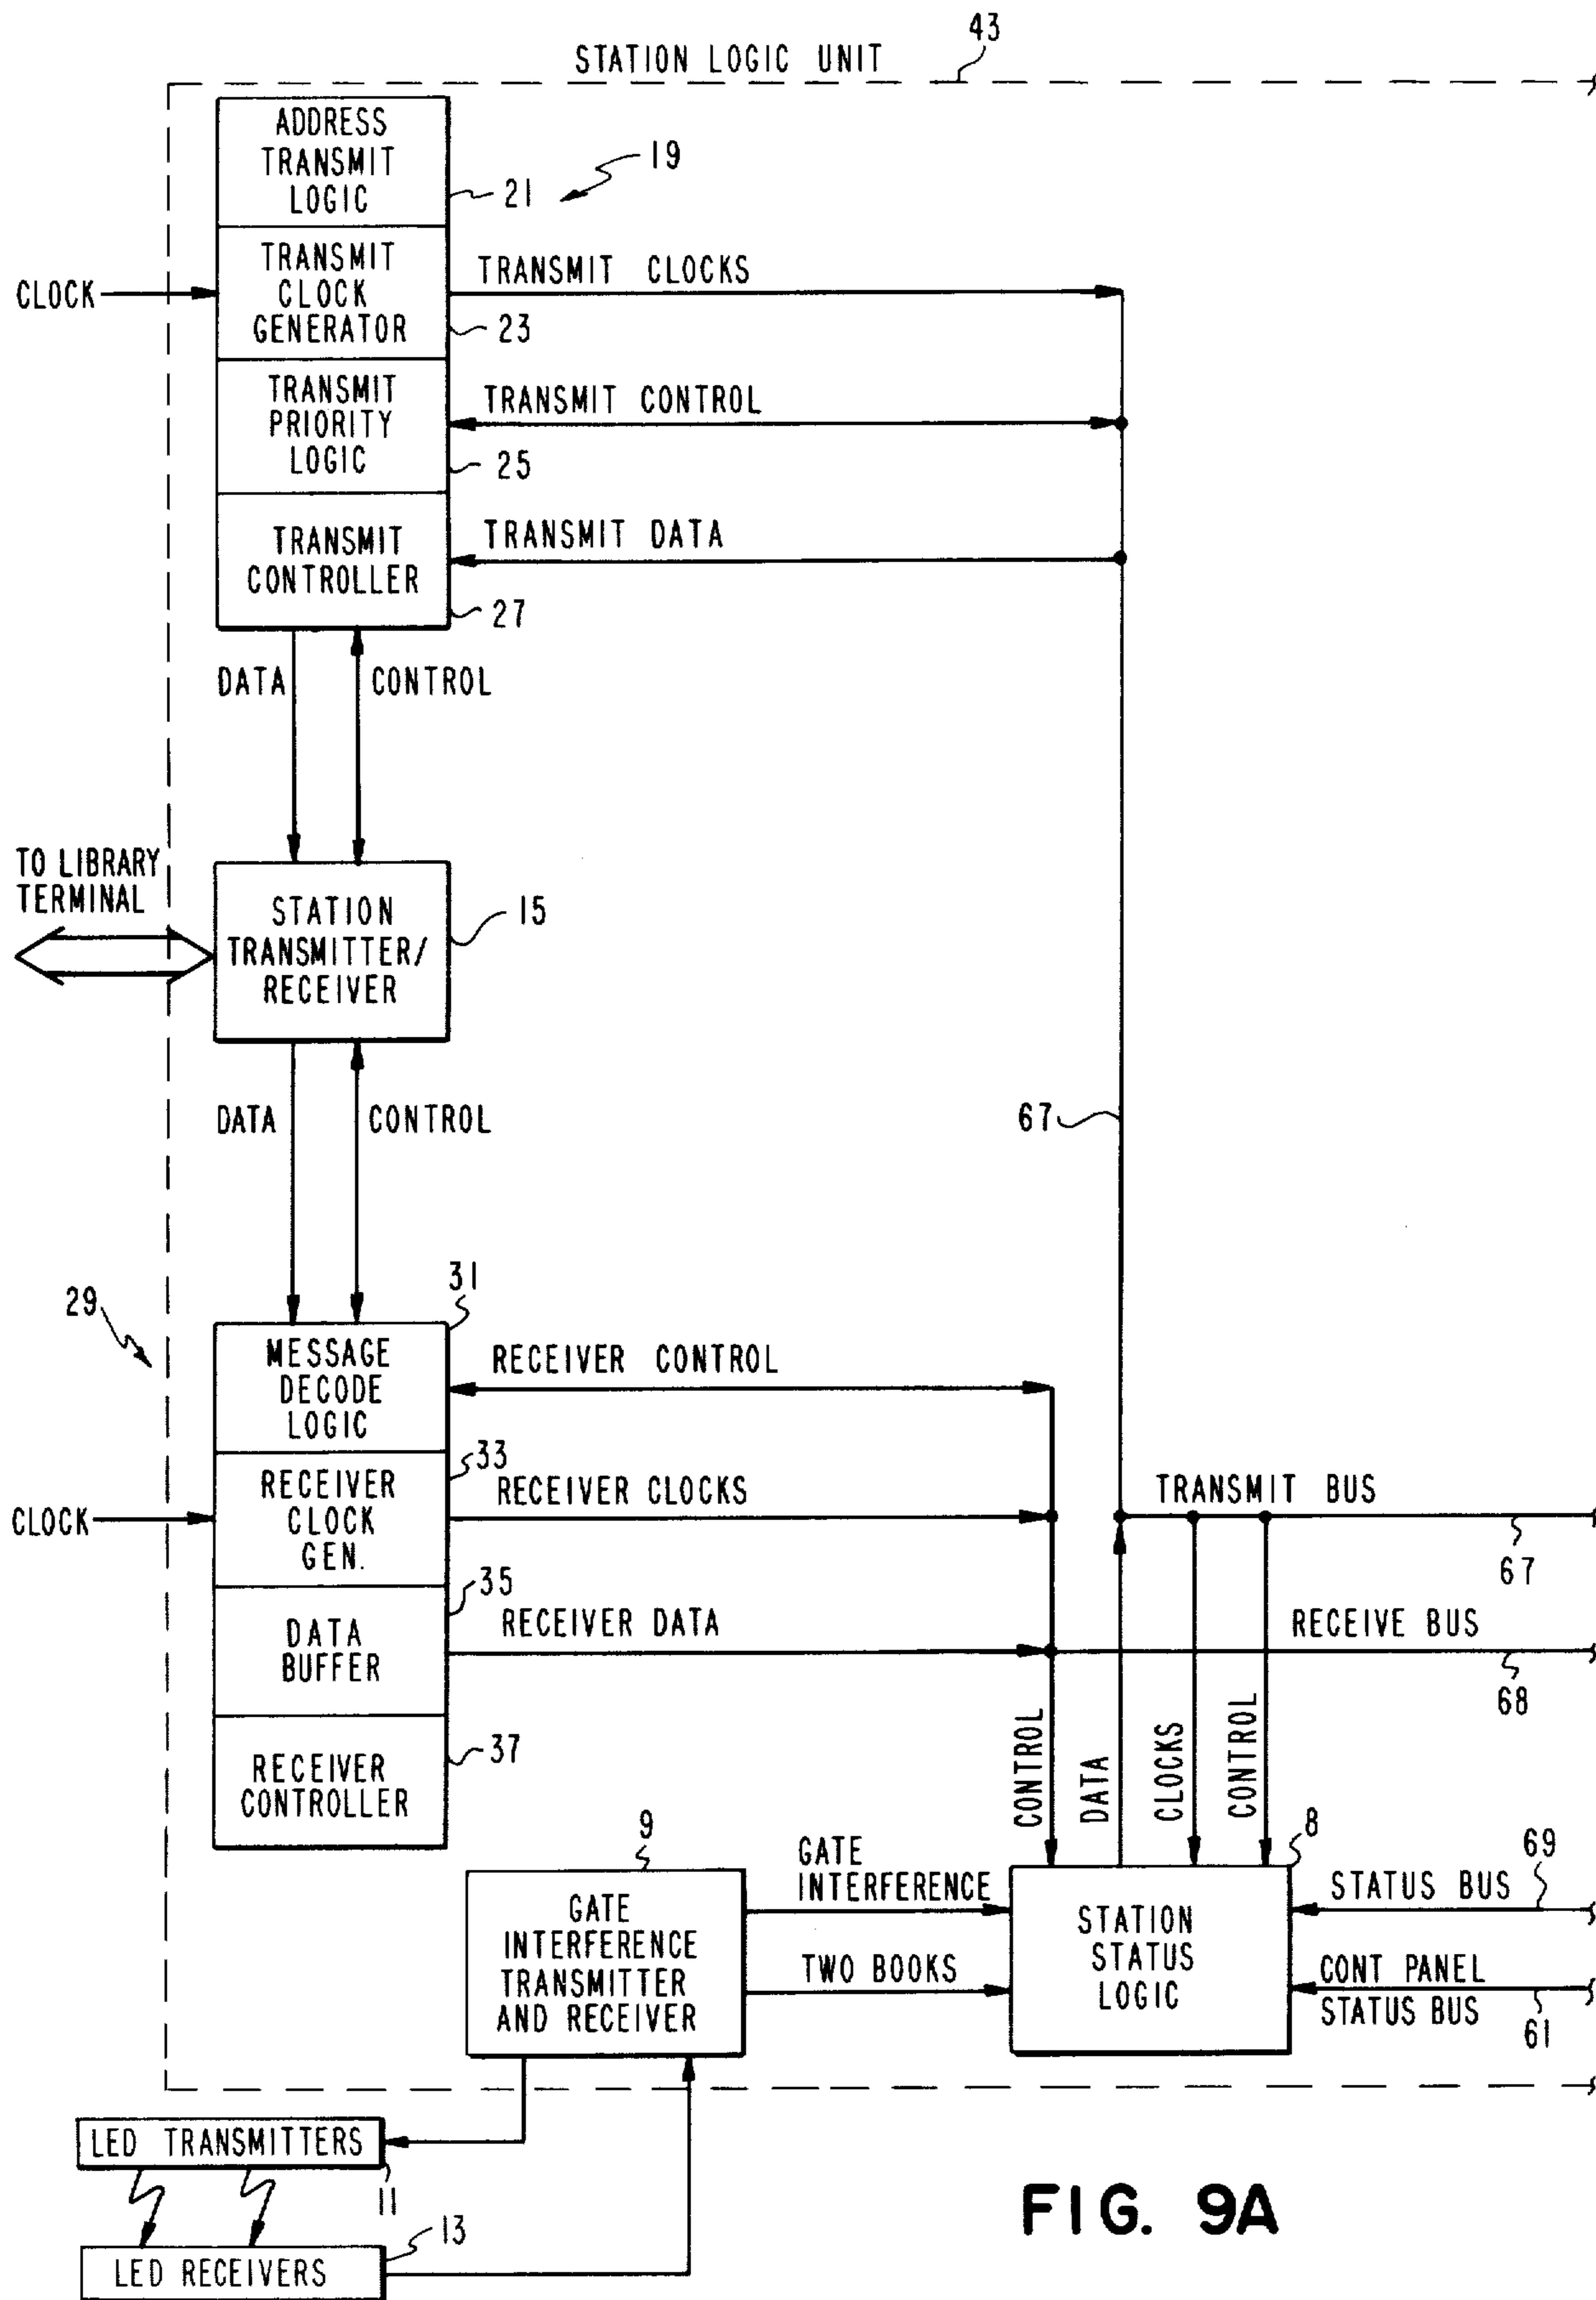 43
STATION LOGIC UNIT
ADDRESS
TRANSMIT
LOGIC
21
19
CLOCK
TRANSMIT
CLOCK
GENERATOR
23
TRANSMIT CLOCKS
TRANSMIT
PRIORITY
LOGIC
25
TRANSMIT CONTROL
TRANSMIT
CONTROLLER
27
TRANSMIT DATA
DATA
CONTROL
TO LIBRARY
TERMINAL
STATION
TRANSMITTER/
RECEIVER
15
DATA
CONTROL
67
29
31
MESSAGE
DECODE
LOGIC
RECEIVER CONTROL
CLOCK
RECEIVER
CLOCK
GEN.
33
RECEIVER CLOCKS
TRANSMIT BUS
67
DATA
BUFFER
35
RECEIVER DATA
RECEIVE BUS
68
RECEIVER
CONTROLLER
37
CONTROL
DATA
CLOCKS
CONTROL
9
GATE
INTERFERENCE
TRANSMITTER
AND RECEIVER
GATE
INTERFERENCE
TWO BOOKS
8
STATION
STATUS
LOGIC
69
STATUS BUS
CONT PANEL
STATUS BUS
61
LED TRANSMITTERS
11
LED RECEIVERS
13
FIG. 9A